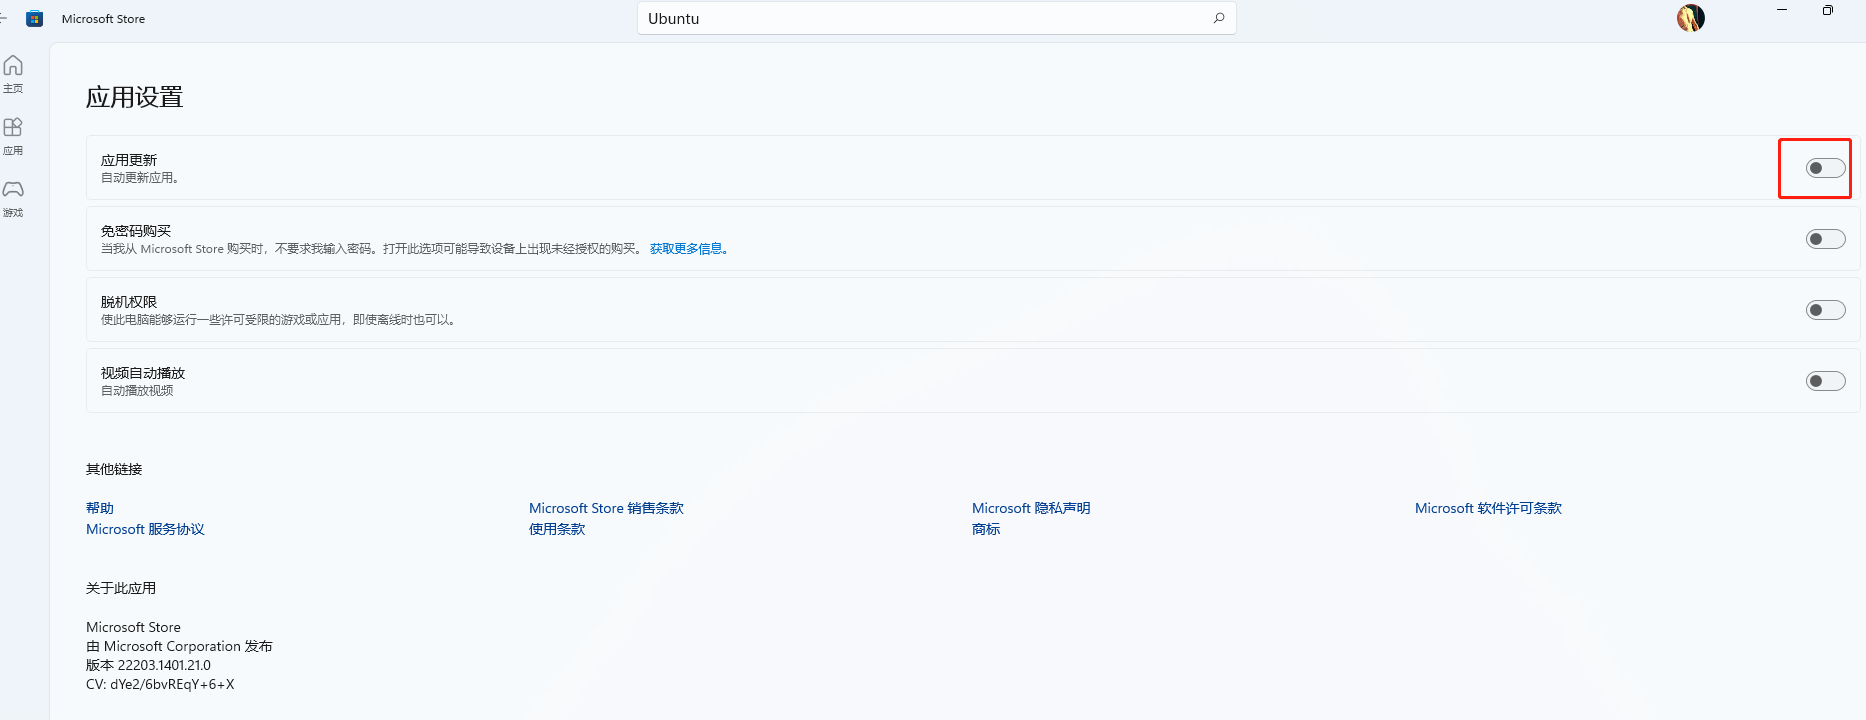 Microsoft Store
Ubuntu
主页
应用
游戏
应用设置
应用更新
自动更新应用。
免密码购买
当我从 Microsoft Store 购买时，不要求我输入密码。打开此选项可能导致设备上出现未经授权的购买。 获取更多信息。
脱机权限
使此电脑能够运行一些许可受限的游戏或应用，即使离线时也可以。
视频自动播放
自动播放视频
其他链接
帮助 Microsoft Store 销售条款 Microsoft 隐私声明 Microsoft 软件许可条款
Microsoft 服务协议 使用条款 商标
关于此应用
Microsoft Store
由 Microsoft Corporation 发布
版本 22203.1401.21.0
CV: dYe2/6bvREqY+6+X